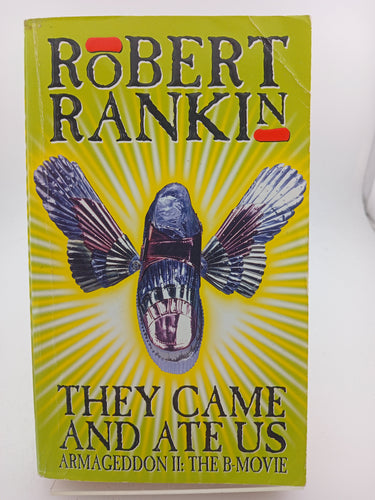 ROBERT
RANKIN
THEY CAME
AND ATE US
ARMAGEDDON II: THE B-MOVIE